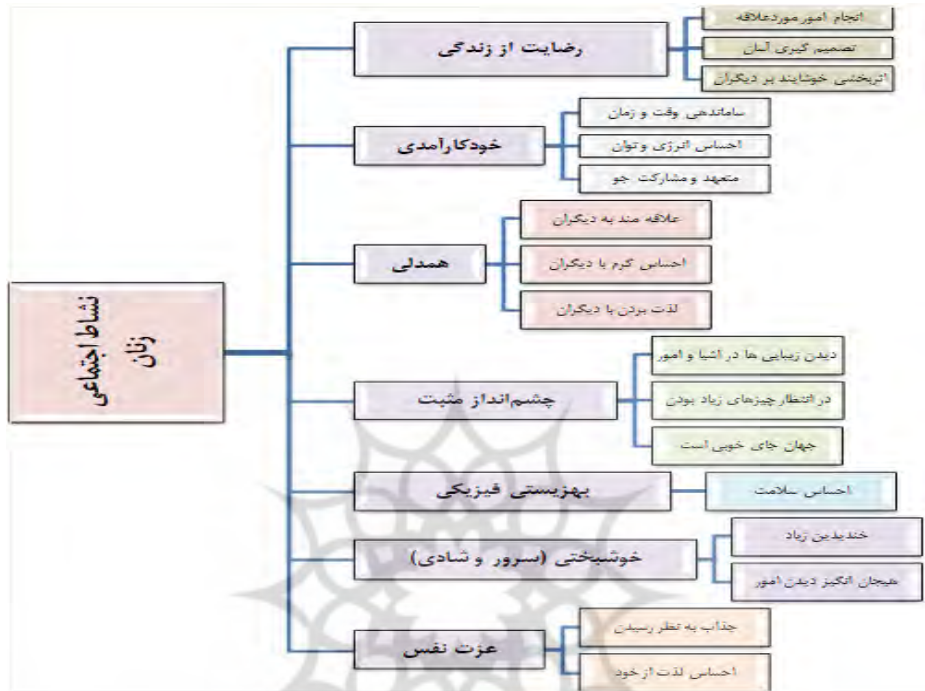 نشاط اجتماعی
زنان
رضایت از زندگی
انجام امور موردعلاقه
تصمیم گیری آسان
اثربخشی خوشایند بر دیگران
خودکارآمدی
ساماندهی وقت و زمان
احساس انرژی و توان
متعهد و مشارکت جو
همدلی
علاقه مند به دیگران
احساس گرم با دیگران
لذت بردن با دیگران
چشم‌انداز مثبت
دیدن زیبایی ها در اشیا و امور
در انتظار چیزهای زیاد بودن
جهان جای خوبی است
بهزیستی فیزیکی
احساس سلامت
خوشبختی (سرور و شادی)
خندیدین زیاد
هیجان انگیز دیدن امور
عزت نفس
جذاب به نظر رسیدن
احساس لذت از خود